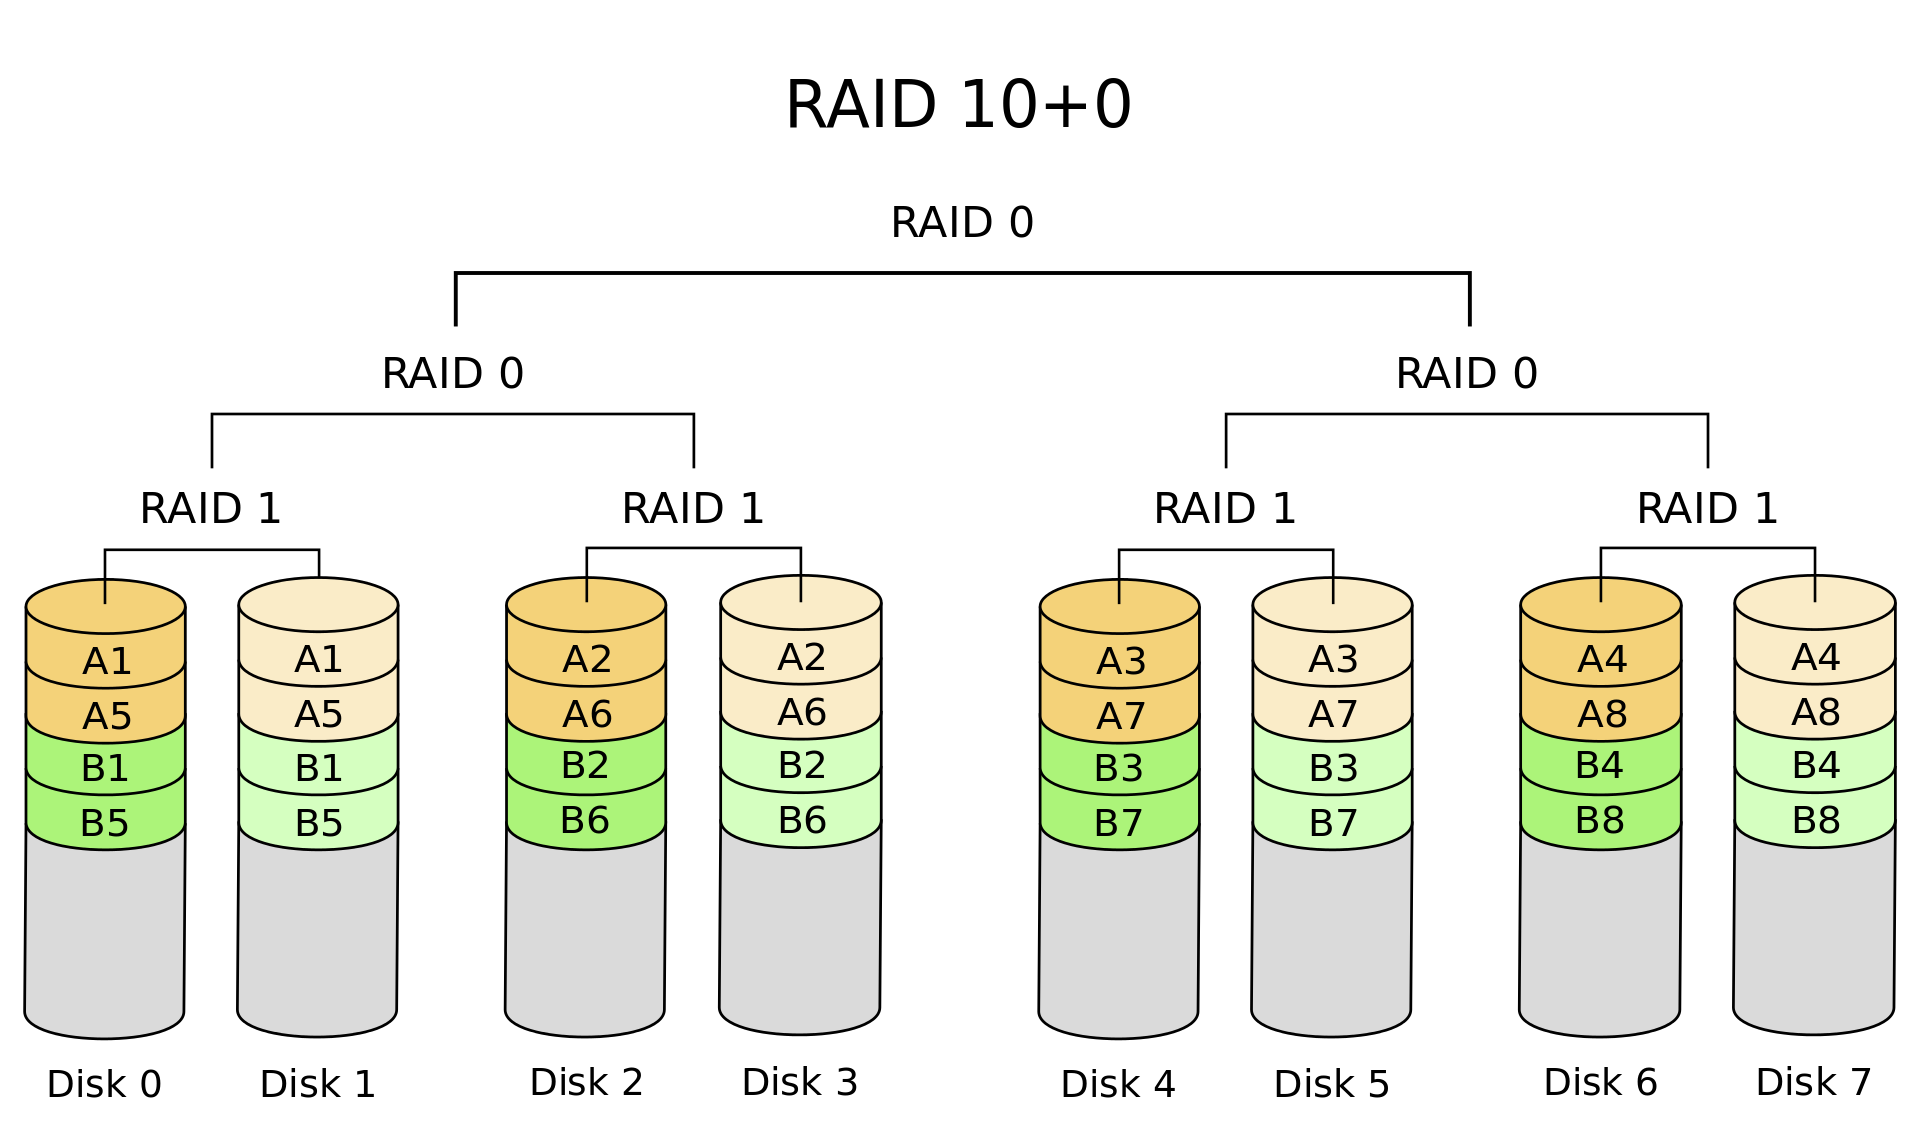 RAID 10+0
RAID 0
RAID 0 RAID 0
RAID 1 RAID 1 RAID 1 RAID 1
A1 A1 A2 A2 A3 A3 A4 A4
A5 A5 A6 A6 A7 A7 A8 A8
B1 B1 B2 B2 B3 B3 B4 B4
B5 B5 B6 B6 B7 B7 B8 B8
Disk 0 Disk 1 Disk 2 Disk 3 Disk 4 Disk 5 Disk 6 Disk 7